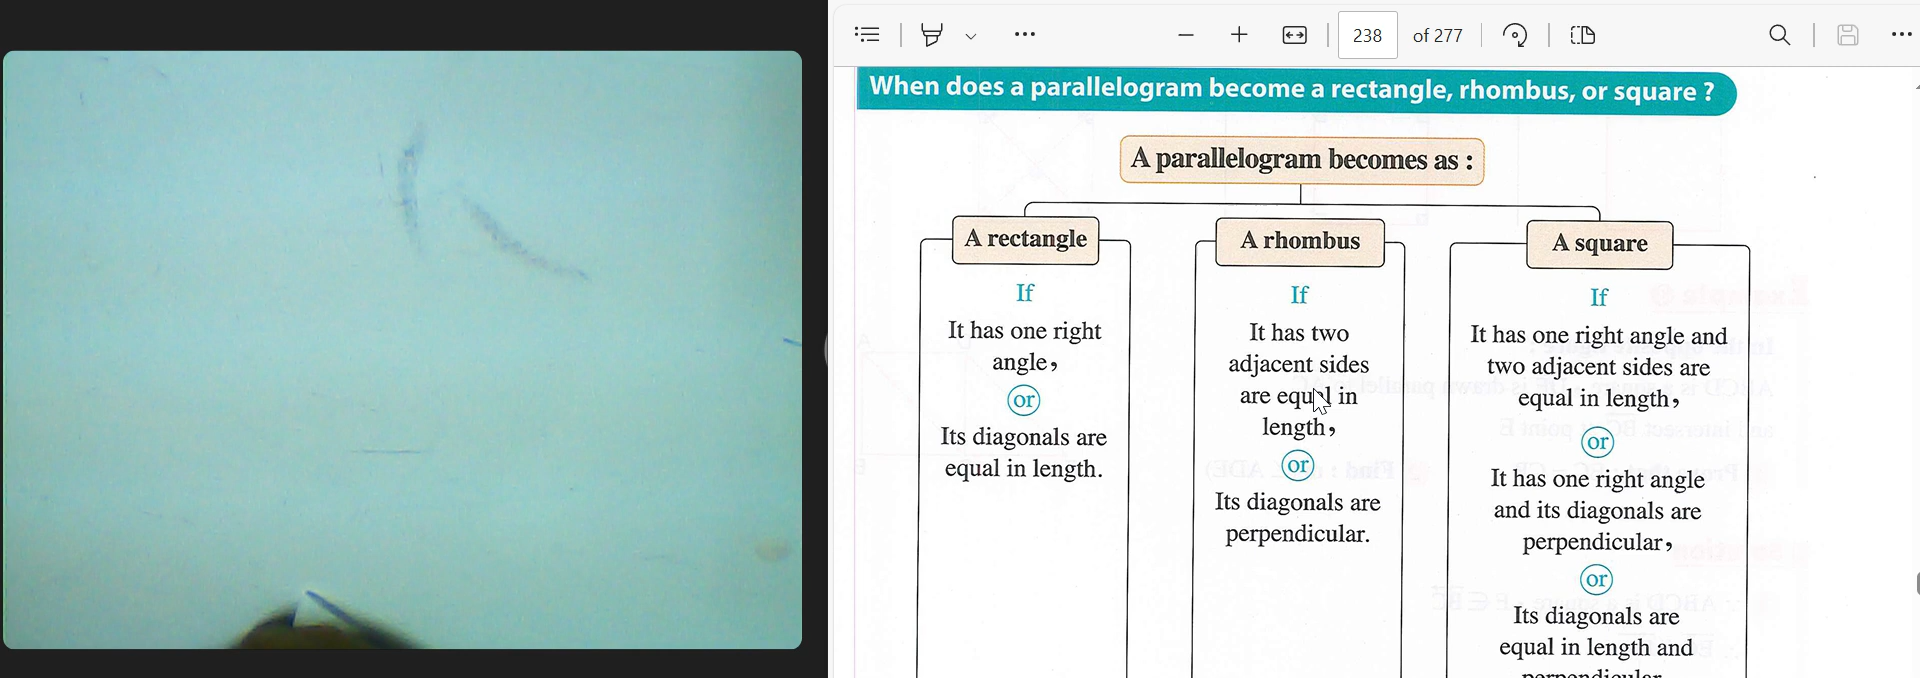 238 of 277
When does a parallelogram become a rectangle, rhombus, or square ?
A parallelogram becomes as :
A rectangle
If
It has one right
angle,
or
Its diagonals are
equal in length.
A rhombus
If
It has two
adjacent sides
are equal in
length,
or
Its diagonals are
perpendicular.
A square
If
It has one right angle and
two adjacent sides are
equal in length,
or
It has one right angle
and its diagonals are
perpendicular,
or
Its diagonals are
equal in length and
perpendicular